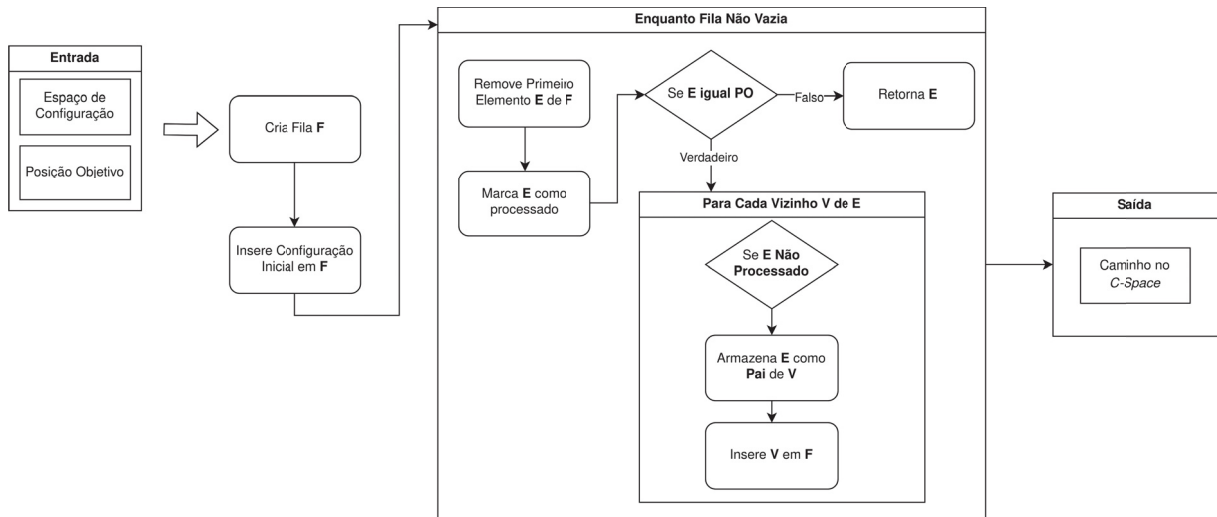 Entrada
Espaço de
Configuração
Posição Objetivo
Cria Fila F
Insere Configuração
Inicial em F
Enquanto Fila Não Vazia
Remove Primeiro
Elemento E de F
Marca E como
processado
Se E igual PO
Falso
Retorna E
Verdadeiro
Para Cada Vizinho V de E
Se E Não
Processado
Armazena E como
Pai de V
Insere V em F
Saída
Caminho no
C-Space